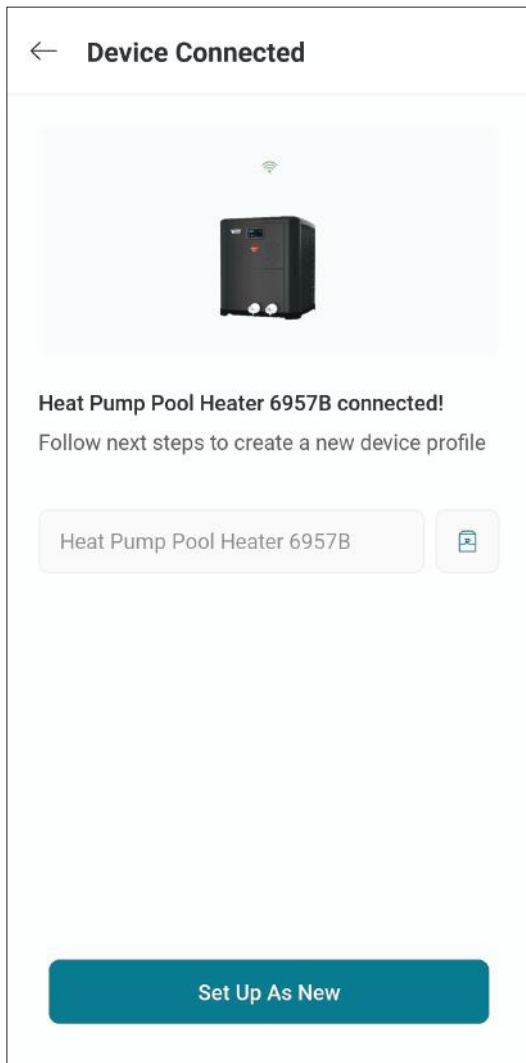 Device Connected
Heat Pump Pool Heater 6957B connected!
Follow next steps to create a new device profile
Heat Pump Pool Heater 6957B
Set Up As New